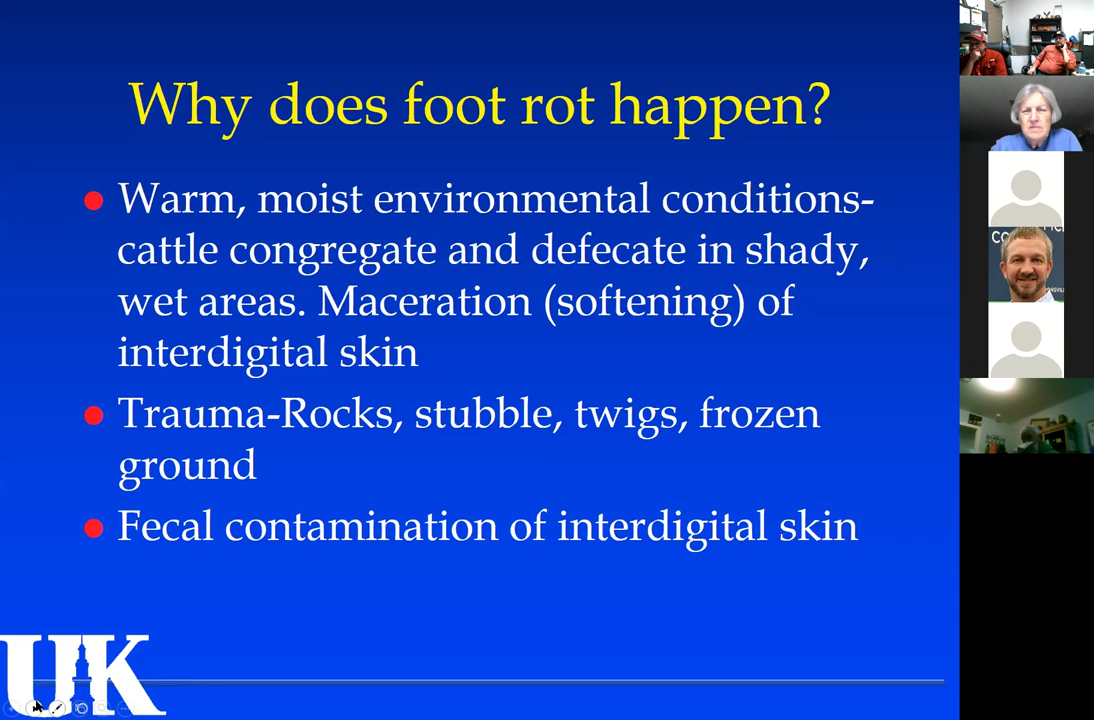 Why does foot rot happen?
Warm, moist environmental conditions-
cattle congregate and defecate in shady,
wet areas. Maceration (softening) of
interdigital skin
Trauma-Rocks, stubble, twigs, frozen
ground
Fecal contamination of interdigital skin
UK